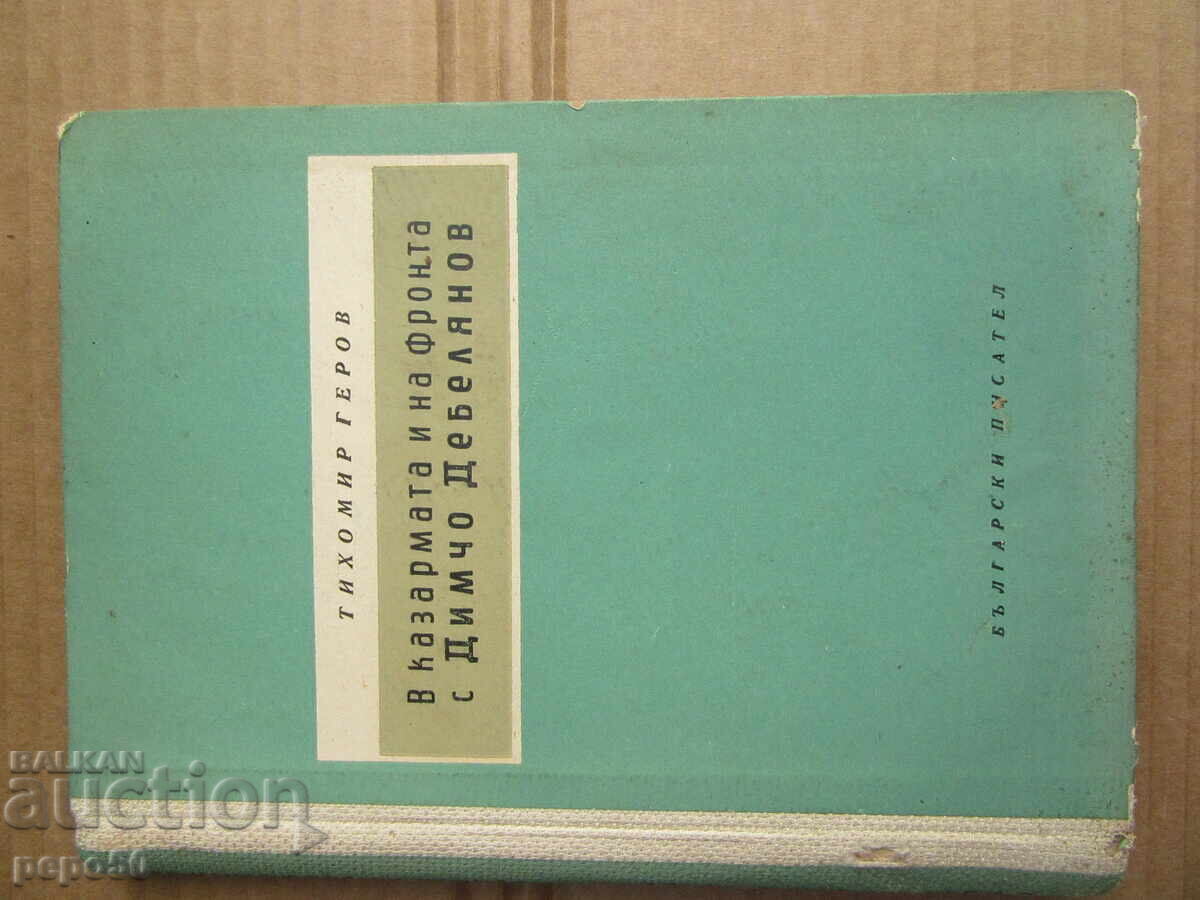 ТИХОМИР ГЕРОВ
В казармата и на фронта
с ДИМЧО ДЕБЕЛЯНОВ
БЪЛГАРСКИ ПИСАТЕЛ
BALKAN
auction
pepo50